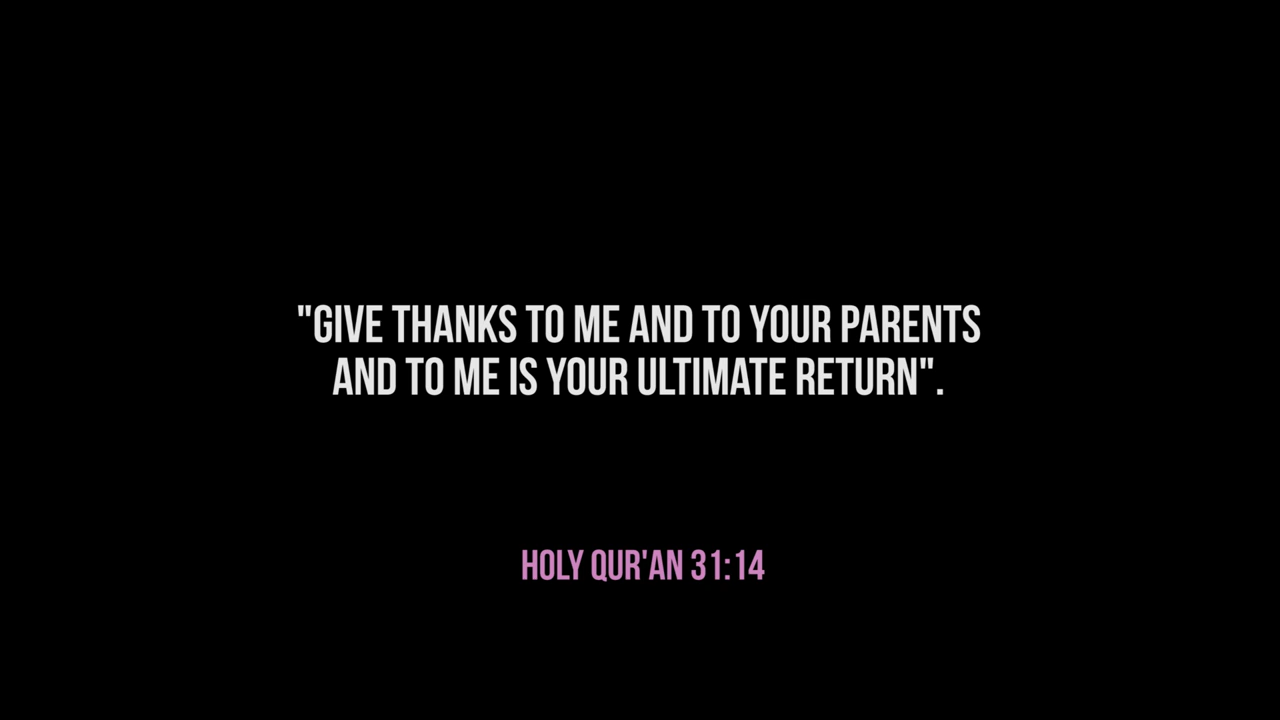 "GIVE THANKS TO ME AND TO YOUR PARENTS
AND TO ME IS YOUR ULTIMATE RETURN".
HOLY QUR'AN 31:14